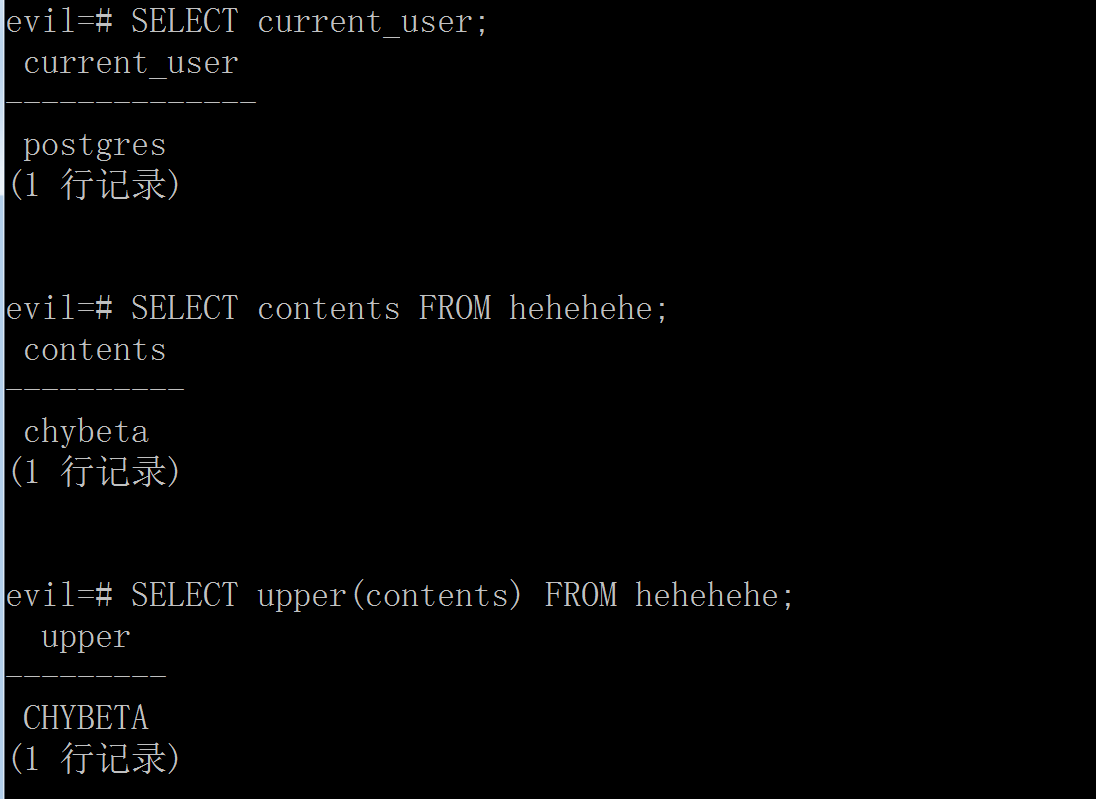 evil=# SELECT current_user;
 current_user
--------------
 postgres
(1 行记录)
evil=# SELECT contents FROM hehehehe;
 contents
----------
 chybeta
(1 行记录)
evil=# SELECT upper(contents) FROM hehehehe;
  upper
---------
 CHYBETA
(1 行记录)